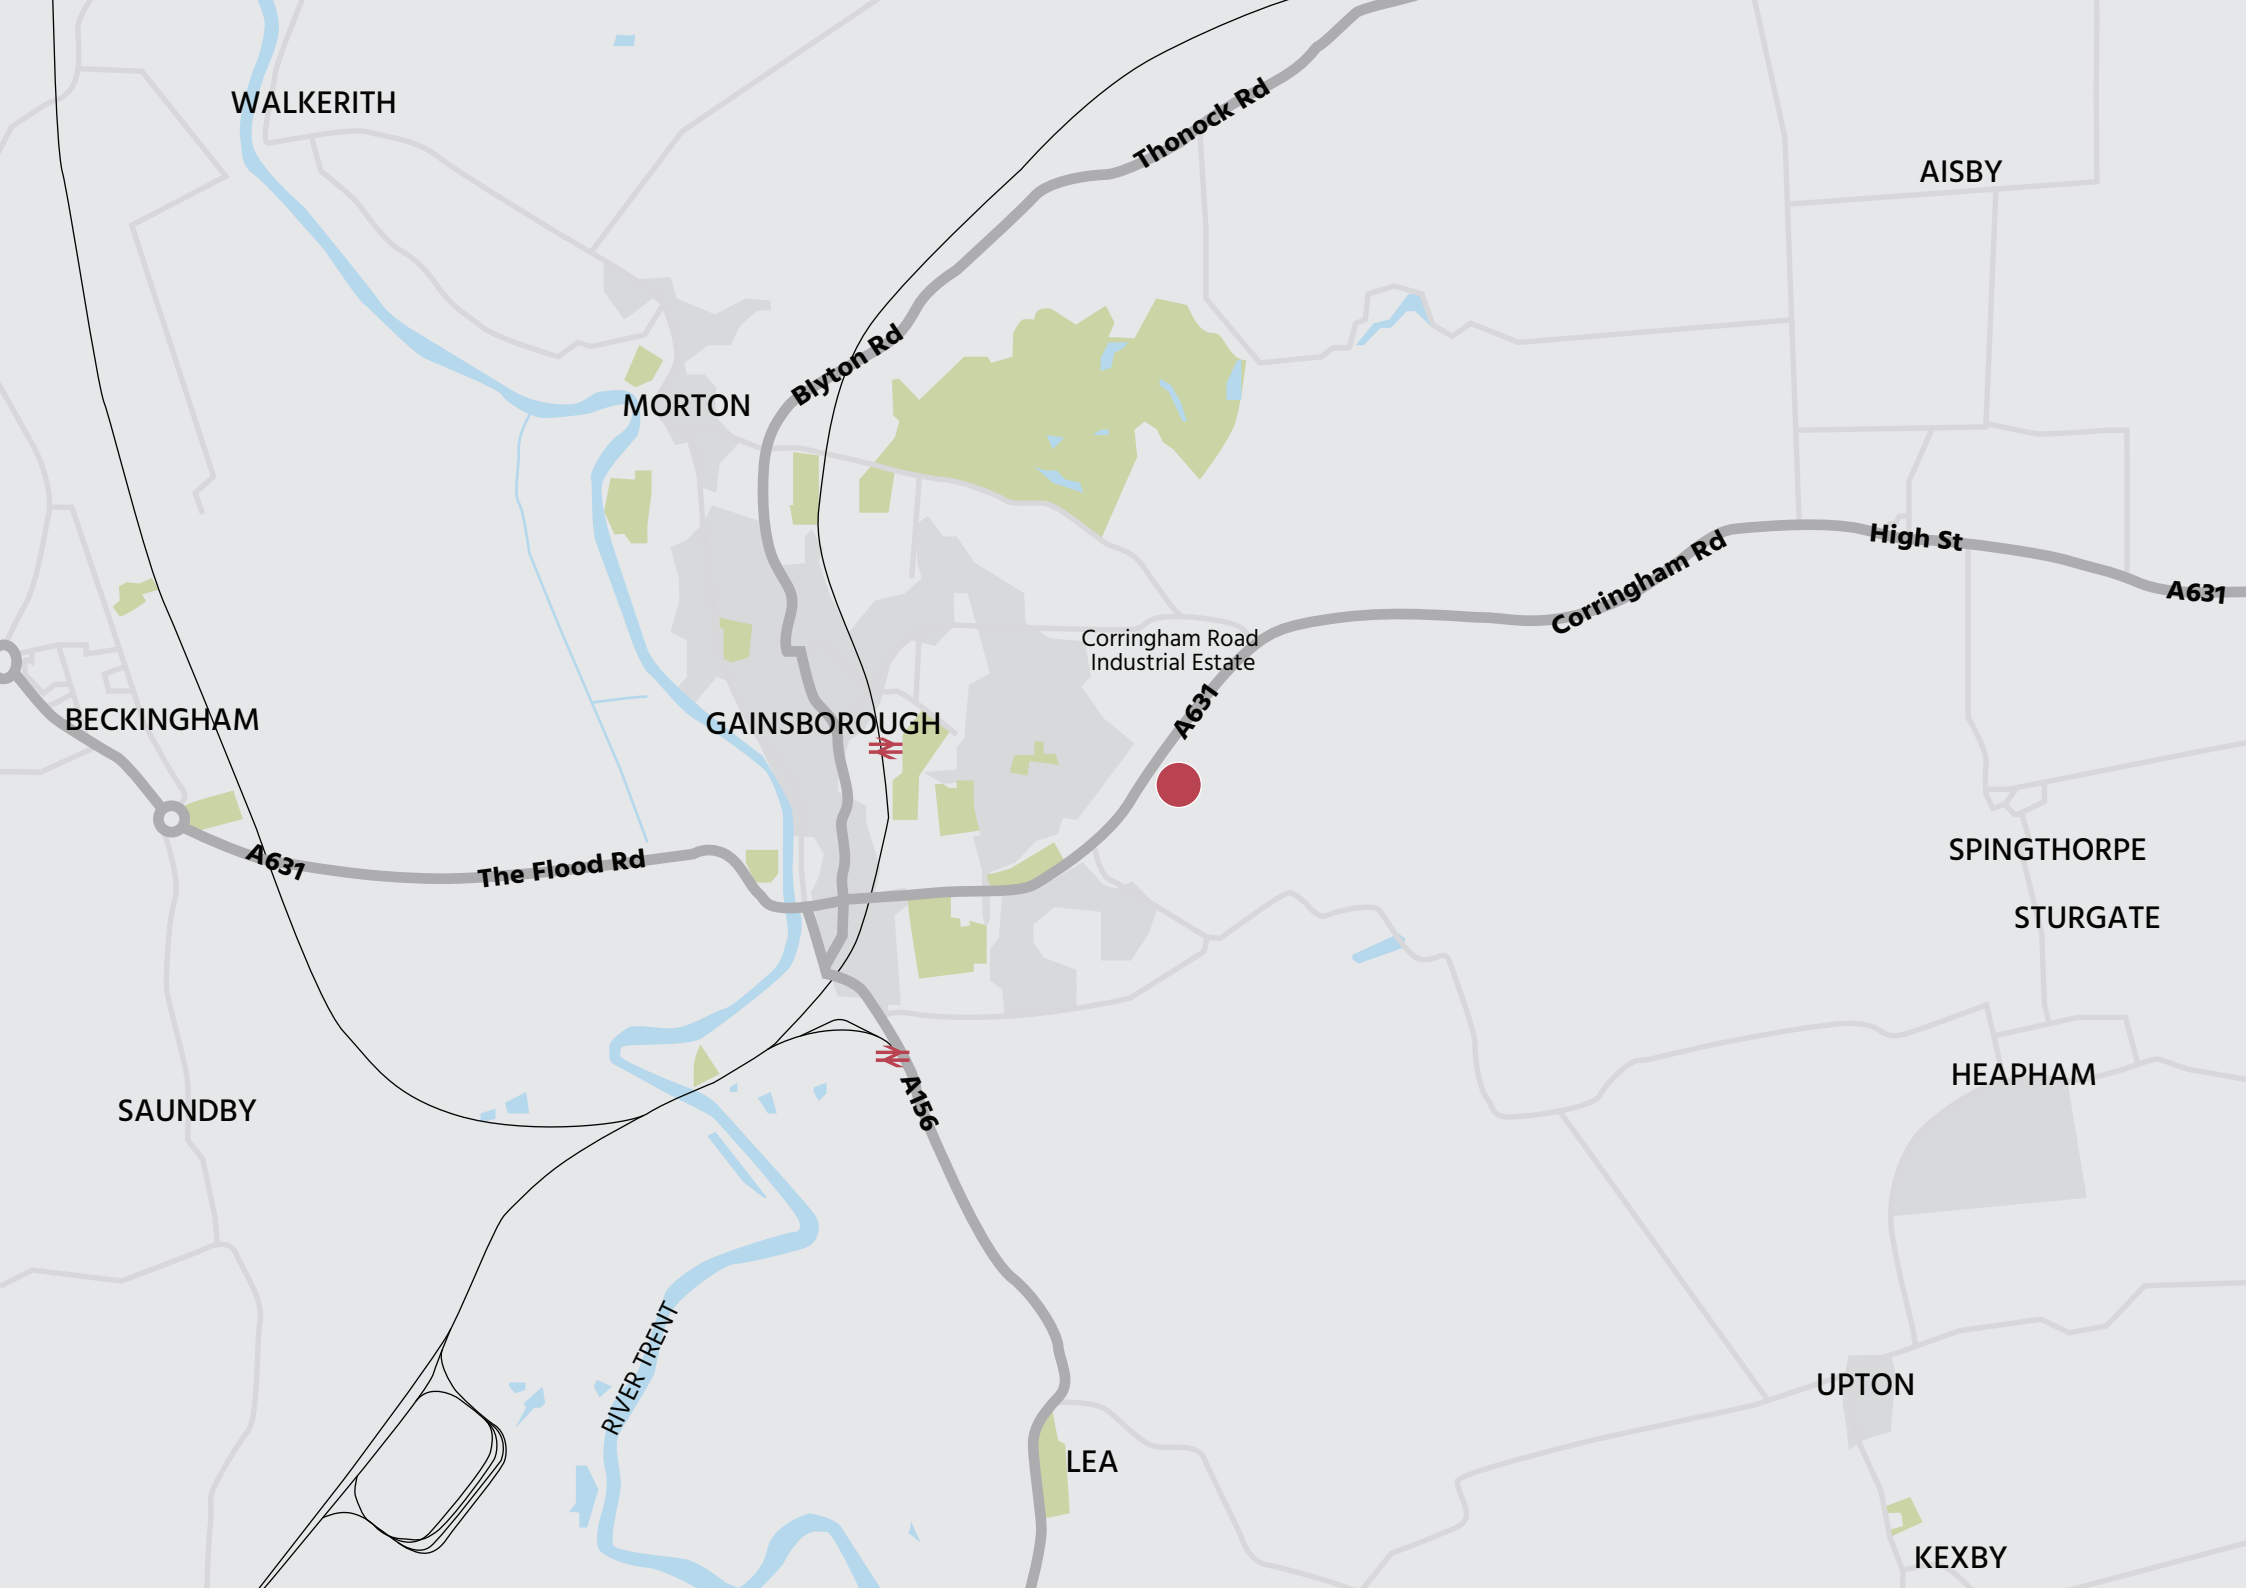 WALKERITH
Thonock Rd
AISBY
Blyton Rd
MORTON
High St
Corringham Rd
A631
Corringham Road
Industrial Estate
A631
BECKINGHAM
GAINSBOROUGH
A631
The Flood Rd
SPINGTHORPE
STURGATE
HEAPHAM
SAUNDBY
A156
RIVER TRENT
UPTON
LEA
KEXBY